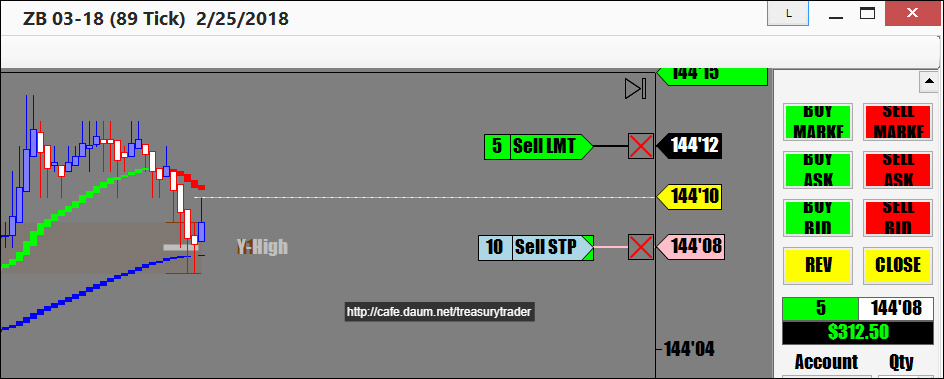 ZB 03-18 (89 Tick) 2/25/2018
L
144'15
BUY
MARKE
SELL
MARKE
5 Sell LMT
144'12
BUY
ASK
SELL
ASK
144'10
BUY
BID
SELL
BID
Y-High
10 Sell STP
144'08
REV
CLOSE
5
144'08
http://cafe.daum.net/treasurytrader
$312.50
144'04
Account
Qty